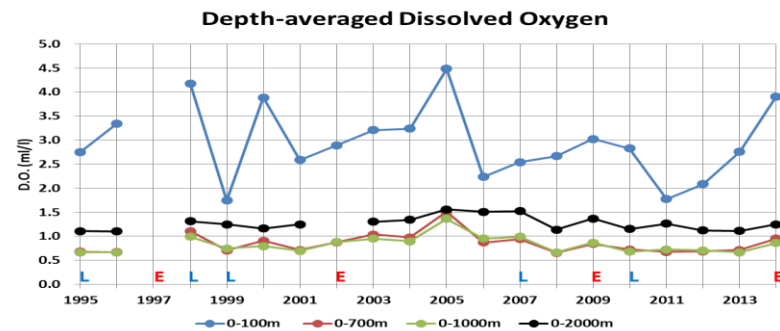 Depth-averaged Dissolved Oxygen
5.0
4.5
4.0
3.5
3.0
2.5
2.0
1.5
1.0
0.5
0.0
D.O.(ml/l)
L E L L E L E L E
1995 1997 1999 2001 2003 2005 2007 2009 2011 2013
0-100m 0-700m 0-1000m 0-2000m